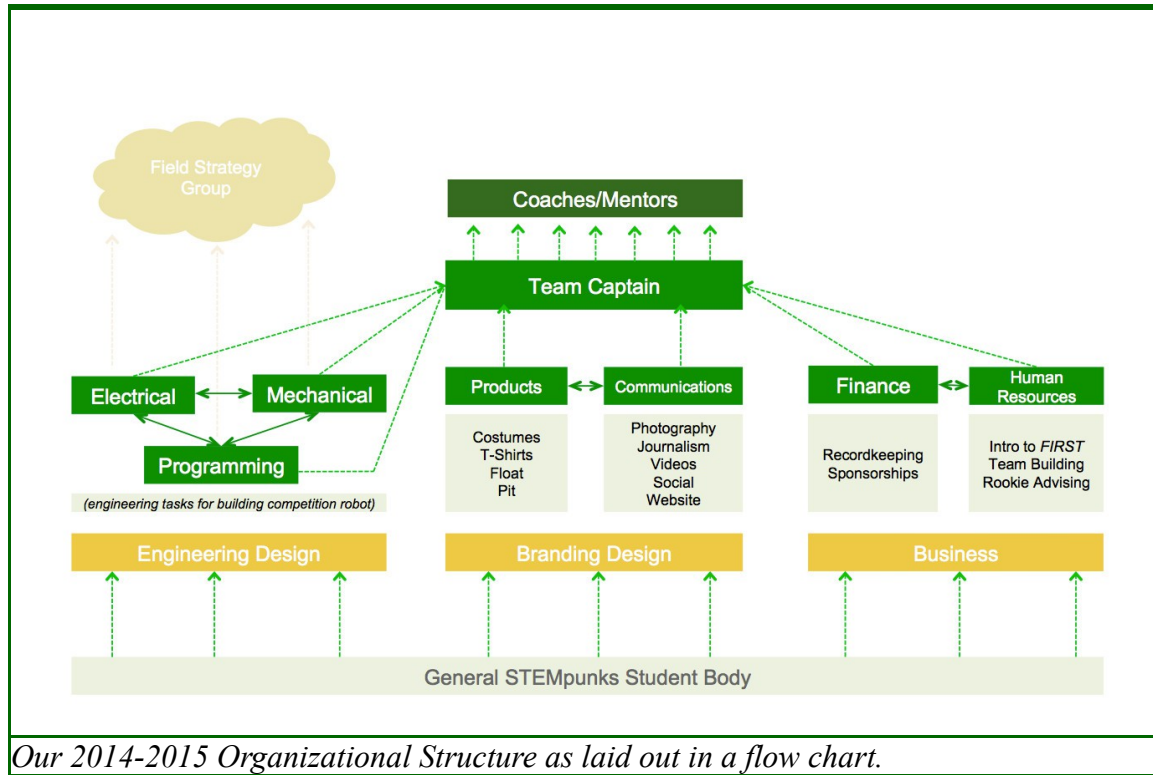 Field Strategy
Group
Coaches/Mentors
Team Captain
Electrical
Mechanical
Programming
(engineering tasks for building competition robot)
Products
Communications
Costumes
T-Shirts
Float
Pit
Photography
Journalism
Videos
Social
Website
Finance
Human
Resources
Recordkeeping
Sponsorships
Intro to FIRST
Team Building
Rookie Advising
Engineering Design
Branding Design
Business
General STEMpunks Student Body
Our 2014-2015 Organizational Structure as laid out in a flow chart.